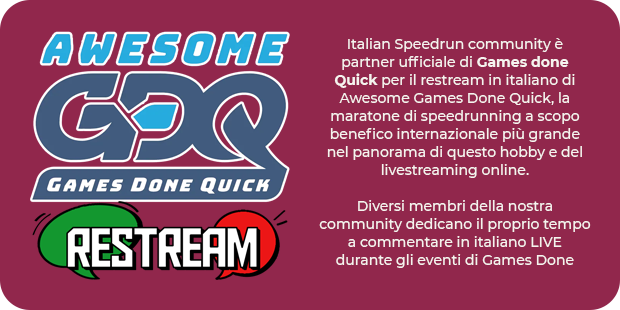 AWESOME
GDQ
GAMES DONE QUICK
RESTREAM
Italian Speedrun community è
partner ufficiale di Games done
Quick per il restream in italiano di
Awesome Games Done Quick, la
maratone di speedrunning a scopo
benefico internazionale più grande
nel panorama di questo hobby e del
livestreaming online.
Diversi membri della nostra
community dedicano il proprio tempo
a commentare in italiano LIVE
durante gli eventi di Games Done